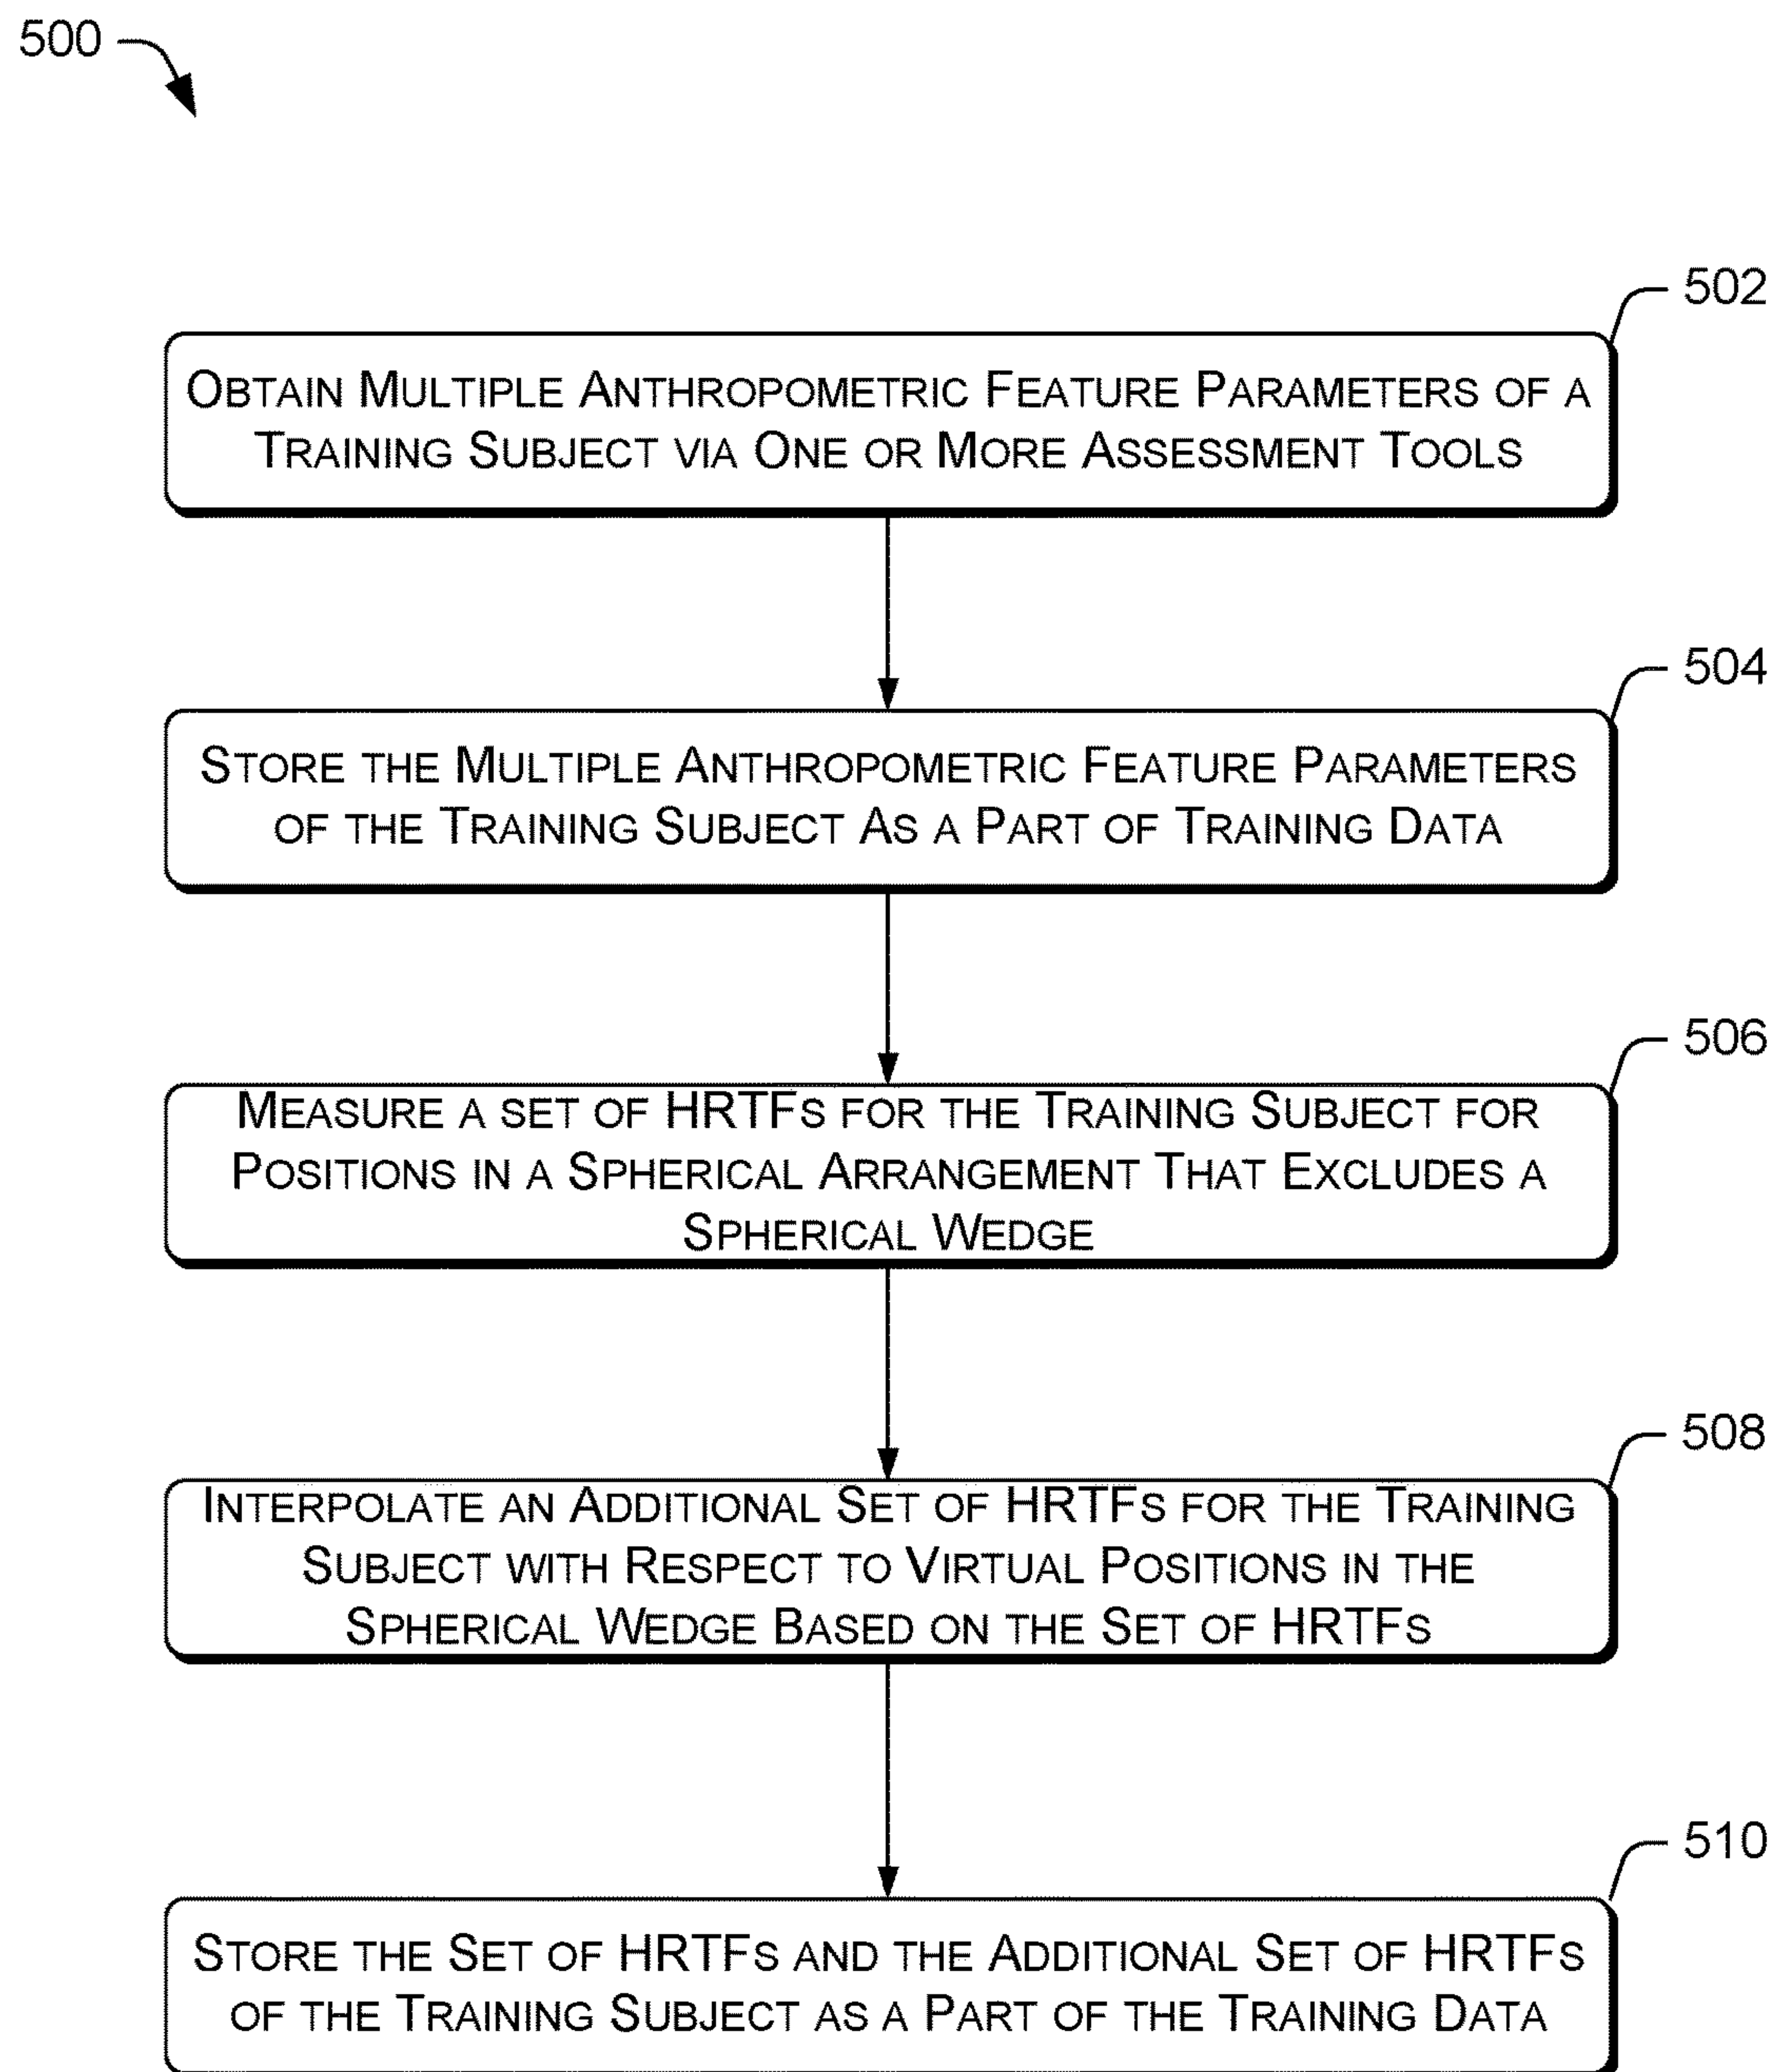 500
502
OBTAIN MULTIPLE ANTHROPOMETRIC FEATURE PARAMETERS OF A
TRAINING SUBJECT VIA ONE OR MORE ASSESSMENT TOOLS
504
STORE THE MULTIPLE ANTHROPOMETRIC FEATURE PARAMETERS
OF THE TRAINING SUBJECT AS A PART OF TRAINING DATA
506
MEASURE A SET OF HRTFS FOR THE TRAINING SUBJECT FOR
POSITIONS IN A SPHERICAL ARRANGEMENT THAT EXCLUDES A
SPHERICAL WEDGE
508
INTERPOLATE AN ADDITIONAL SET OF HRTFS FOR THE TRAINING
SUBJECT WITH RESPECT TO VIRTUAL POSITIONS IN THE
SPHERICAL WEDGE BASED ON THE SET OF HRTFS
510
STORE THE SET OF HRTFS AND THE ADDITIONAL SET OF HRTFS
OF THE TRAINING SUBJECT AS A PART OF THE TRAINING DATA